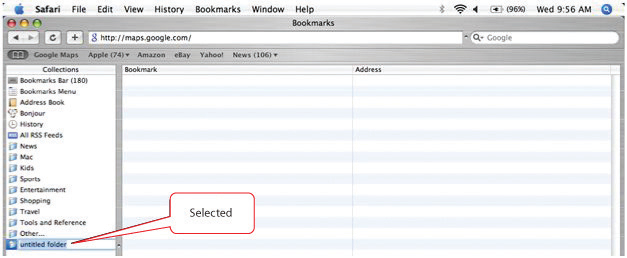 Safari File Edit View History Bookmarks Window Help (96%) Wed 9:56 AM
Bookmarks
http://maps.google.com/ Google
Google Maps Apple (74) Amazon eBay Yahoo! News (106)
Collections Bookmark Address
Bookmarks Bar (180)
Bookmarks Menu
Address Book
Bonjour
History
All RSS Feeds
News
Mac
Kids
Sports
Entertainment
Shopping
Travel
Tools and Reference
Other...
untitled folder
Selected